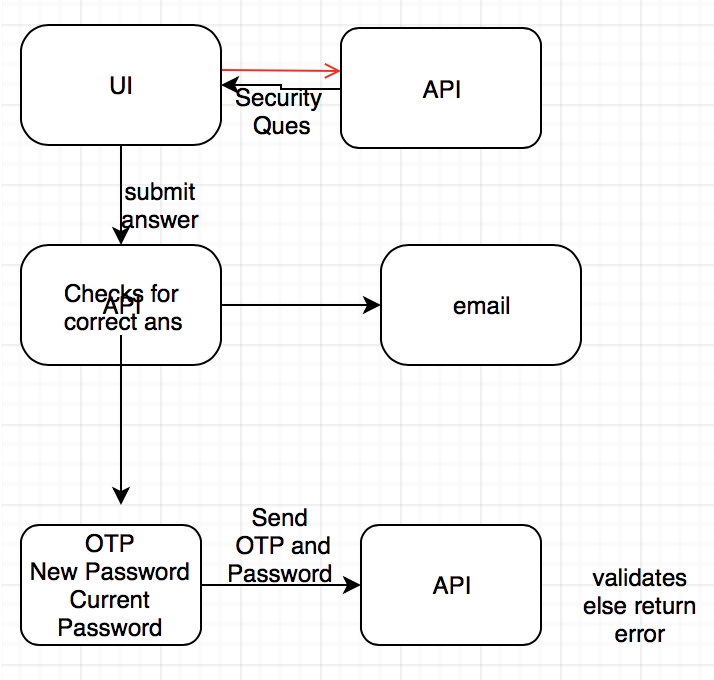 UI
API
Security
Ques
submit
answer
Checks for
API
correct ans
email
OTP
New Password
Current
Password
Send
OTP and
Password
API
validates
else return
error